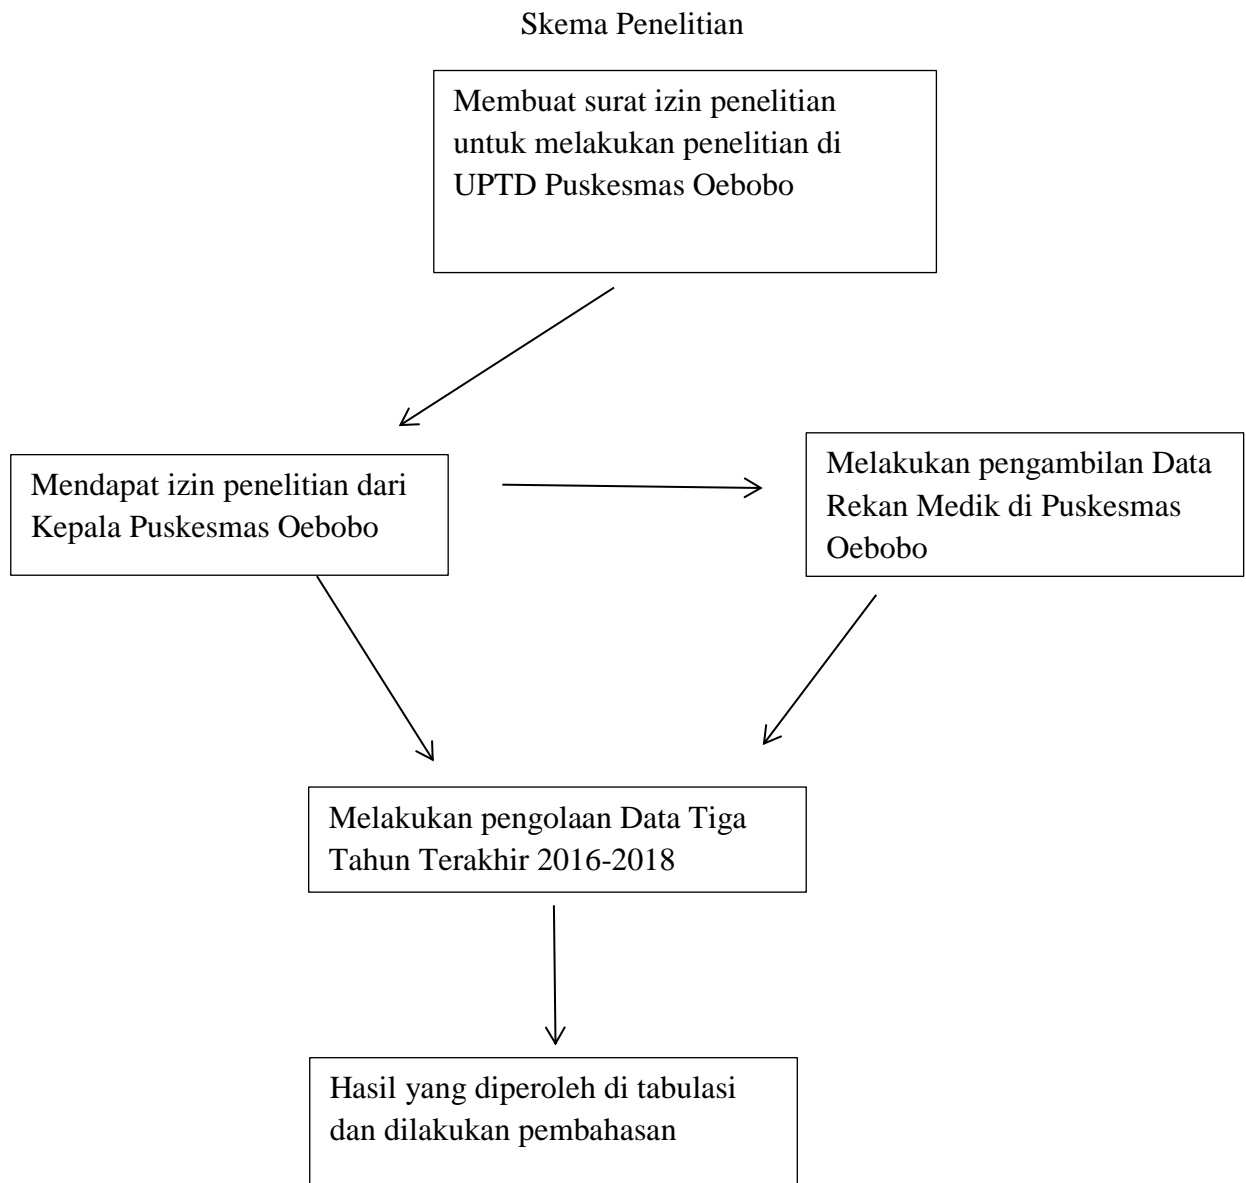 Skema Penelitian
Membuat surat izin penelitian
untuk melakukan penelitian di
UPTD Puskesmas Oebobo
Mendapat izin penelitian dari
Kepala Puskesmas Oebobo
Melakukan pengambilan Data
Rekan Medik di Puskesmas
Oebobo
Melakukan pengolaan Data Tiga
Tahun Terakhir 2016-2018
Hasil yang diperoleh di tabulasi
dan dilakukan pembahasan